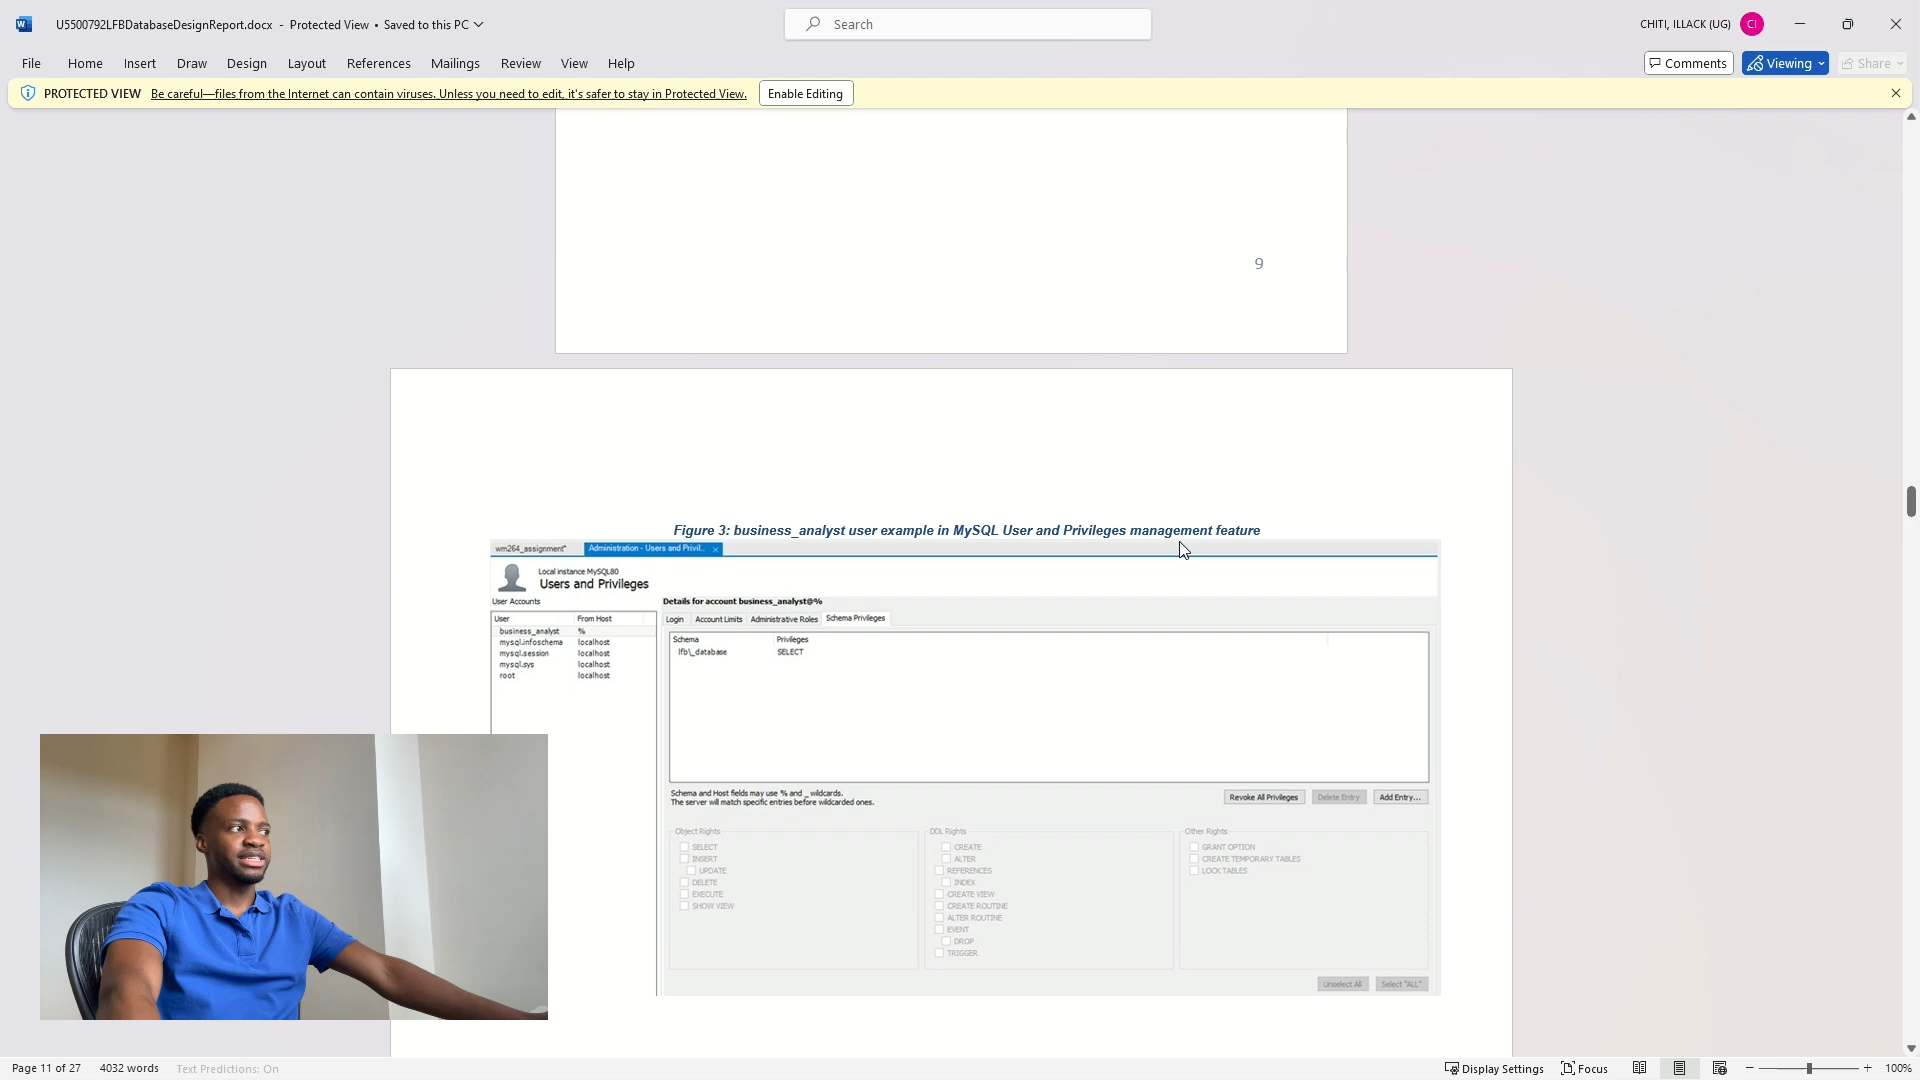 U5500792LFBDatabaseDesignReport.docx - Protected View • Saved to this PC
Search
CHITI, ILLACK (UG) CI
File Home Insert Draw Design Layout References Mailings Review View Help
Comments Viewing Share
PROTECTED VIEW Be careful—files from the Internet can contain viruses. Unless you need to edit, it's safer to stay in Protected View. Enable Editing
9
Figure 3: business_analyst user example in MySQL User and Privileges management feature
wm264_assignment* Administration - Users and Privil...
Local instance MySQL80
Users and Privileges
User Accounts
Details for account business_analyst@%
User From Host
business_analyst %
mysql.infoschema localhost
mysql.session localhost
mysql.sys localhost
root localhost
Login Account Limits Administrative Roles Schema Privileges
Schema Privileges
lfb\_database SELECT
Schema and Host fields may use % and _ wildcards.
The server will match specific entries before wildcarded ones.
Revoke All Privileges Delete Entry Add Entry...
Object Rights
SELECT
INSERT
UPDATE
DELETE
EXECUTE
SHOW VIEW
DDL Rights
CREATE
ALTER
REFERENCES
INDEX
CREATE VIEW
CREATE ROUTINE
ALTER ROUTINE
EVENT
DROP
TRIGGER
Other Rights
GRANT OPTION
CREATE TEMPORARY TABLES
LOCK TABLES
Unselect All Select "ALL"
Page 11 of 27 4032 words Text Predictions: On
Display Settings Focus 100%